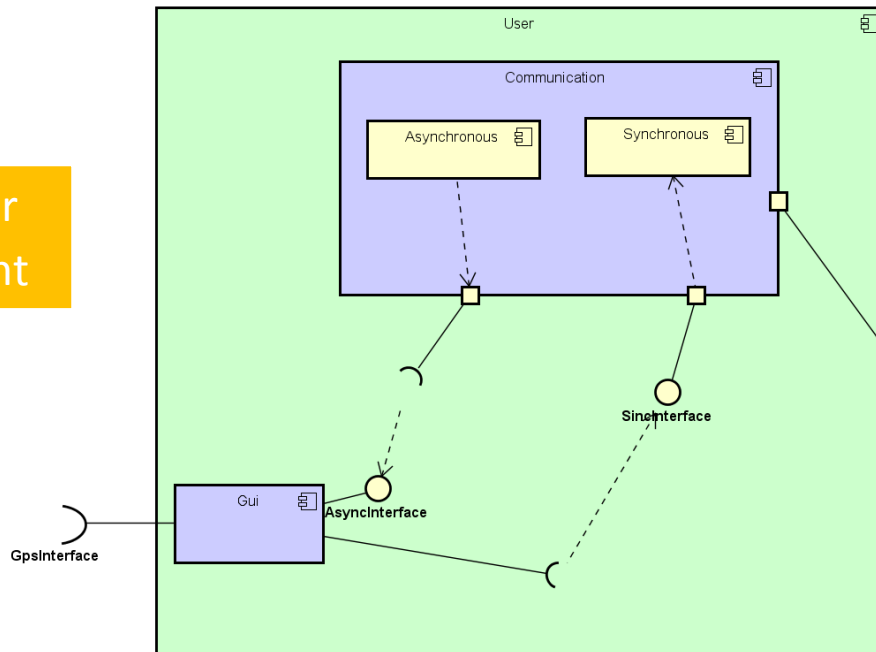 User
Communication
Asynchronous
Synchronous
r
nt
SincInterface
Gui
AsyncInterface
GpsInterface